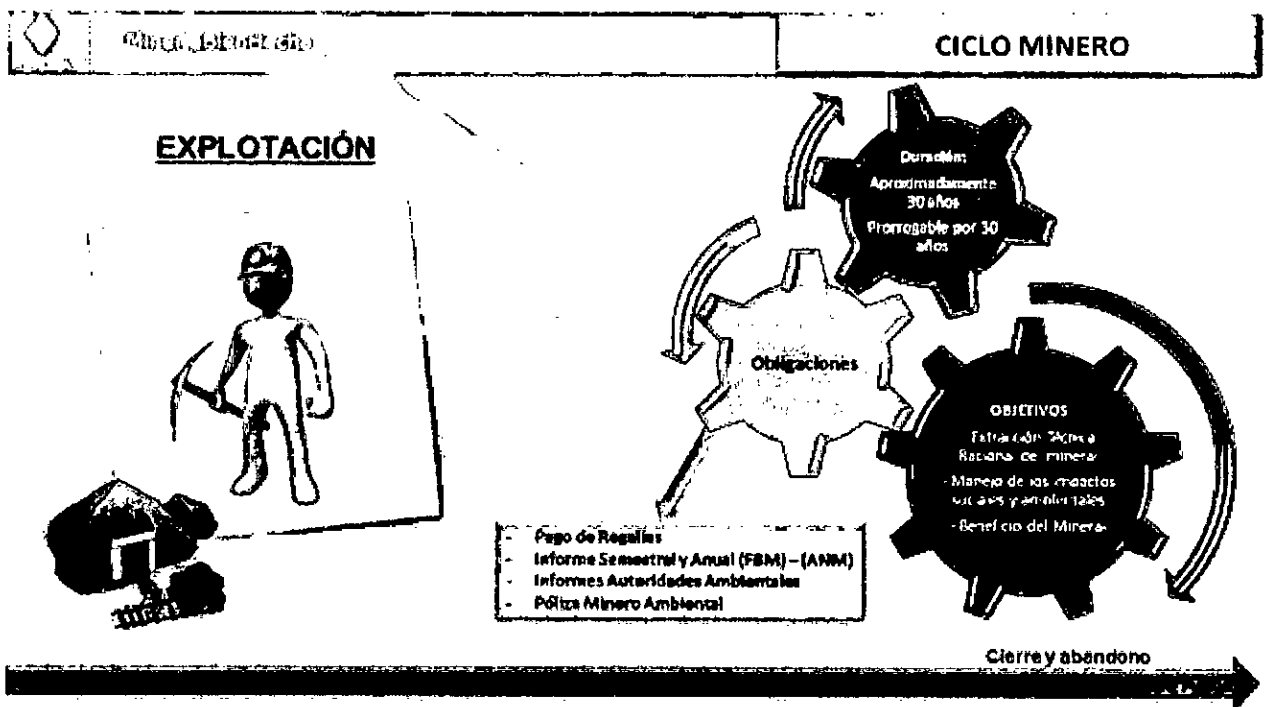 CICLO MINERO
EXPLOTACIÓN
Duración:
Aproximadamente
30 años
Prorrogable por 30
años
Obligaciones
OBJETIVOS
Extracción Técnica
Racional de mineral
- Manejo de los impactos
sociales y ambientales
- Beneficio del Mineral
- Pago de Regalías
- Informe Semestral y Anual (FBM) – (ANM)
- Informes Autoridades Ambientales
- Póliza Minero Ambiental
Cierre y abandono